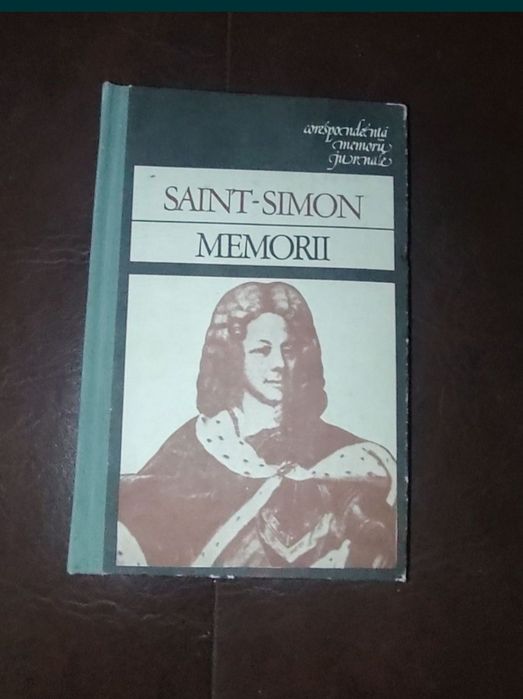 corespondență
memorii
jurnale
SAINT-SIMON
MEMORII